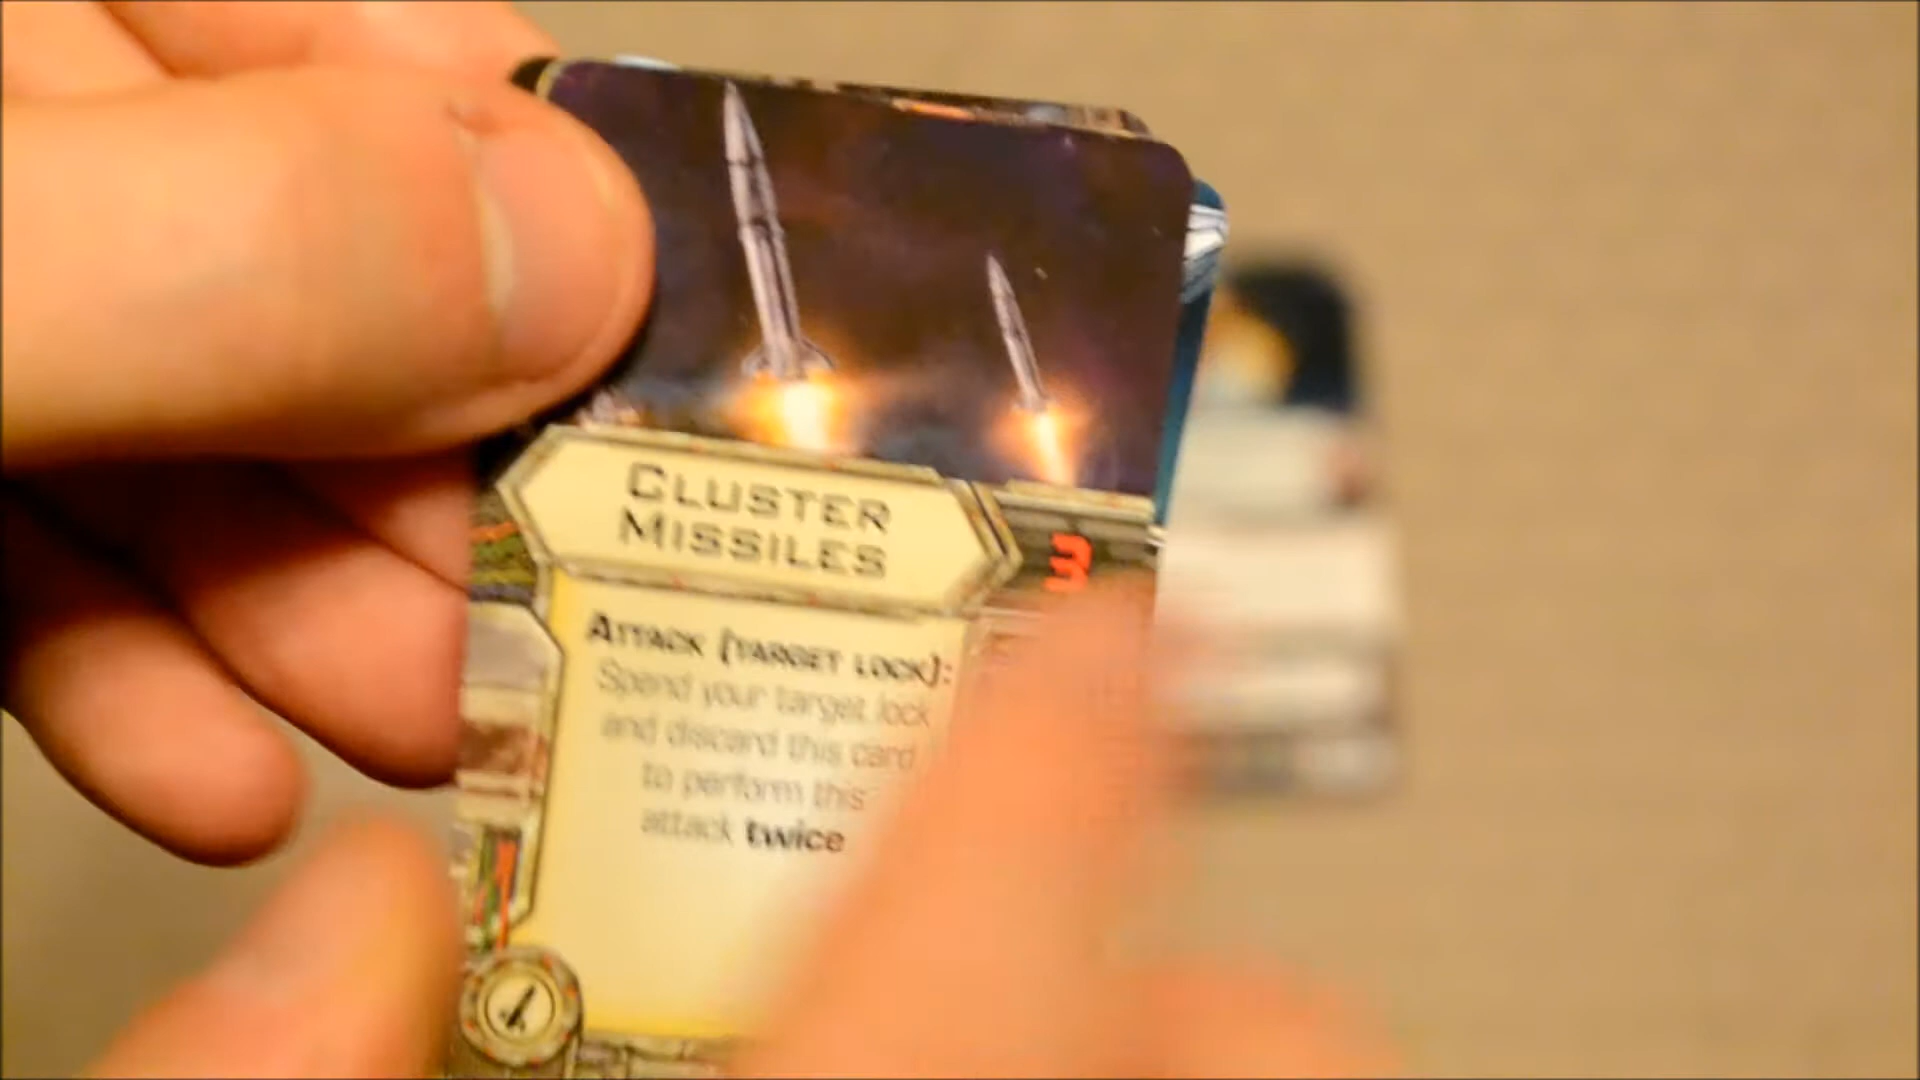 CLUSTER
MISSILES
3
ATTACK (TARGET LOCK):
Spend your target lock
and discard this card
to perform this
attack twice